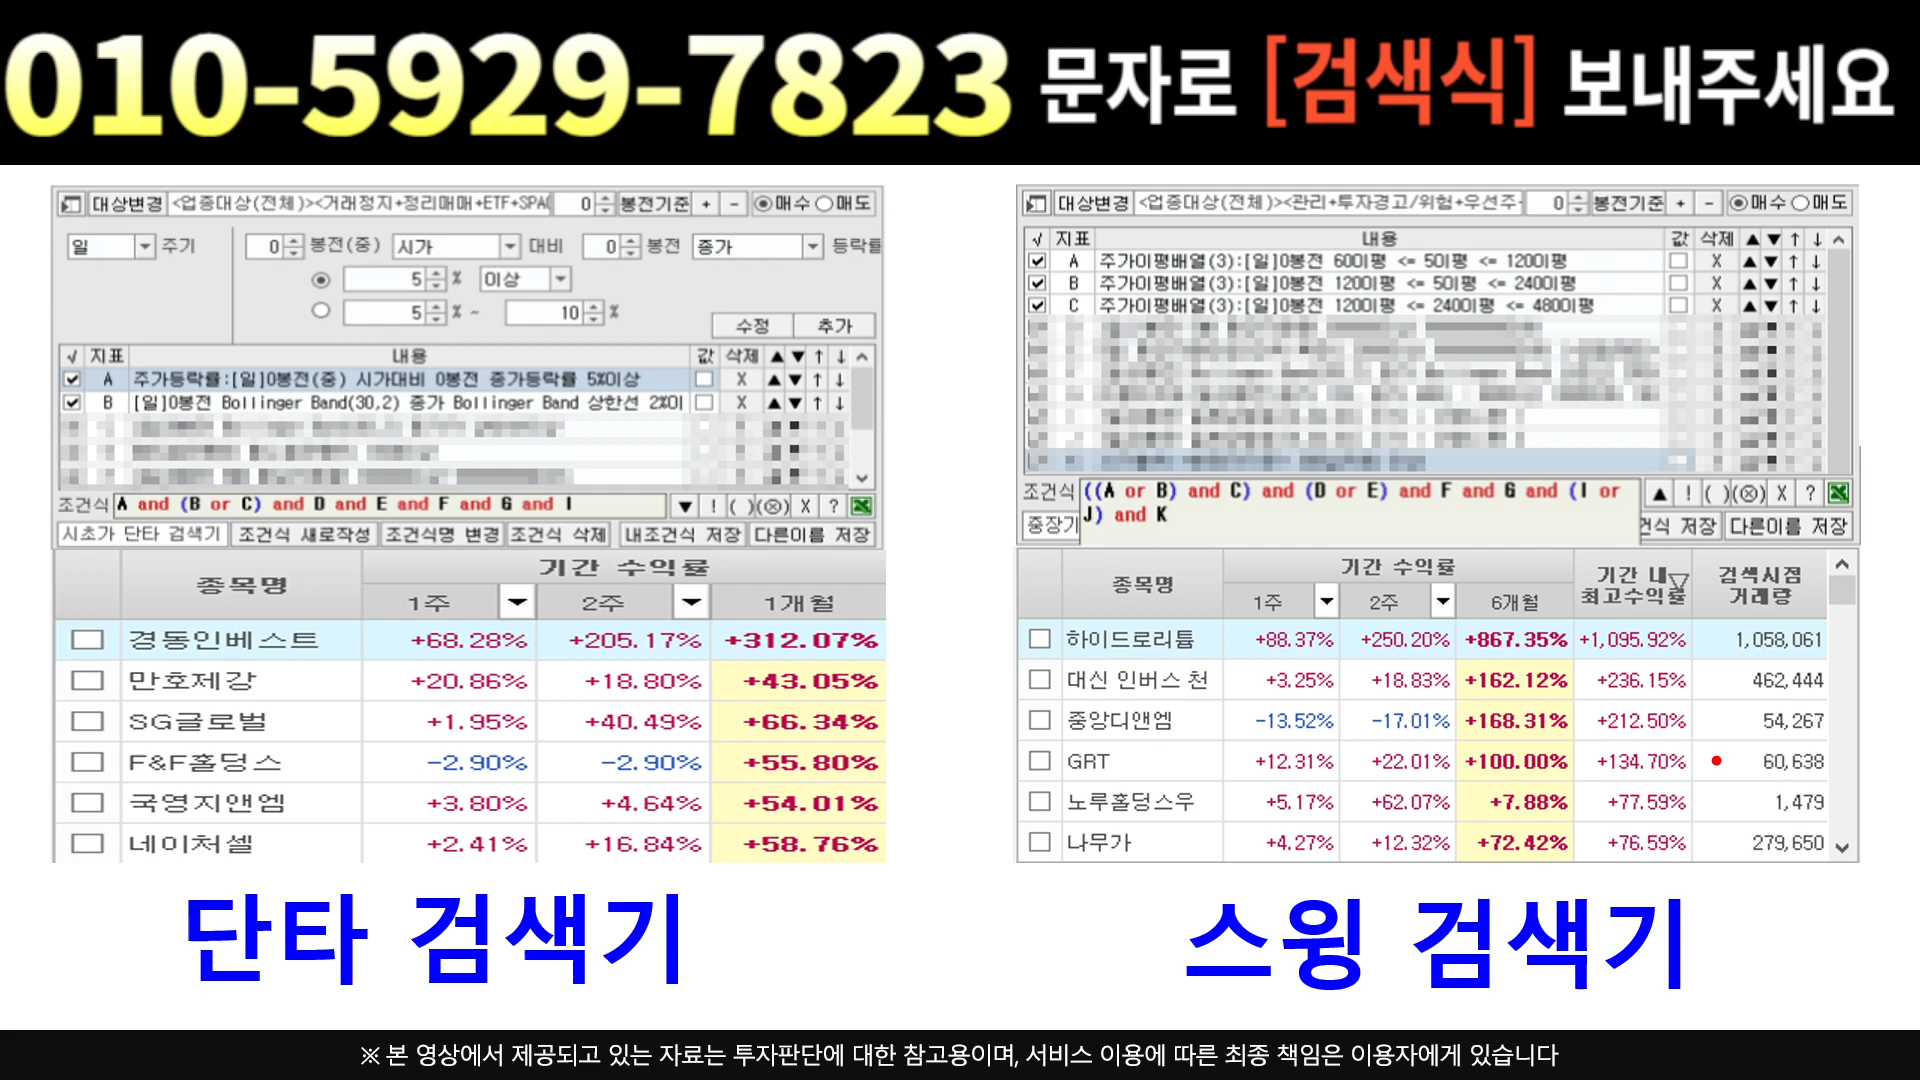 010-5929-7823 문자로 [검색식] 보내주세요
대상변경 <업종대상(전체)><거래정지+정리매매+ETF+SPA 0 봉전기준 + - 매수 매도
일 주기 0 봉전(중) 시가 대비 0 봉전 종가 등락률
5 % 이상
5 % ~ 10 %
수정 추가
√ 지표 내용 값 삭제 ▲ ▼ ↑ ↓
A 주가등락률:[일]0봉전(중) 시가대비 0봉전 종가등락률 5%이상 X ▲ ▼ ↑ ↓
B [일]0봉전 Bollinger Band(30,2) 종가 Bollinger Band 상한선 2%이 X ▲ ▼ ↑ ↓
조건식 A and (B or C) and D and E and F and G and I ▼ ! ( )(⊗) X ?
시초가 단타 검색기 조건식 새로작성 조건식명 변경 조건식 삭제 내조건식 저장 다른이름 저장
종목명 기간 수익률
1주 2주 1개월
경동인베스트 +68.28% +205.17% +312.07%
만호제강 +20.86% +18.80% +43.05%
SG글로벌 +1.95% +40.49% +66.34%
F&F홀딩스 -2.90% -2.90% +55.80%
국영지앤엠 +3.80% +4.64% +54.01%
네이처셀 +2.41% +16.84% +58.76%
단타 검색기
대상변경 <업종대상(전체)><관리+투자경고/위험+우선주+ 0 봉전기준 + - 매수 매도
√ 지표 내용 값 삭제 ▲ ▼ ↑ ↓
A 주가이평배열(3):[일]0봉전 60이평 <= 5이평 <= 120이평 X ▲ ▼ ↑ ↓
B 주가이평배열(3):[일]0봉전 120이평 <= 5이평 <= 240이평 X ▲ ▼ ↑ ↓
C 주가이평배열(3):[일]0봉전 120이평 <= 240이평 <= 480이평 X ▲ ▼ ↑ ↓
조건식 ((A or B) and C) and (D or E) and F and G and (I or ▲ ! ( )(⊗) X ?
중장기 J) and K 건식 저장 다른이름 저장
종목명 기간 수익률 기간 내 최고수익률 검색시점 거래량
1주 2주 6개월
하이드로리튬 +88.37% +250.20% +867.35% +1,095.92% 1,058,061
대신 인버스 천 +3.25% +18.83% +162.12% +236.15% 462,444
중앙디앤엠 -13.52% -17.01% +168.31% +212.50% 54,267
GRT +12.31% +22.01% +100.00% +134.70% 60,638
노루홀딩스우 +5.17% +62.07% +7.88% +77.59% 1,479
나무가 +4.27% +12.32% +72.42% +76.59% 279,650
스윙 검색기
※ 본 영상에서 제공되고 있는 자료는 투자판단에 대한 참고용이며, 서비스 이용에 따른 최종 책임은 이용자에게 있습니다